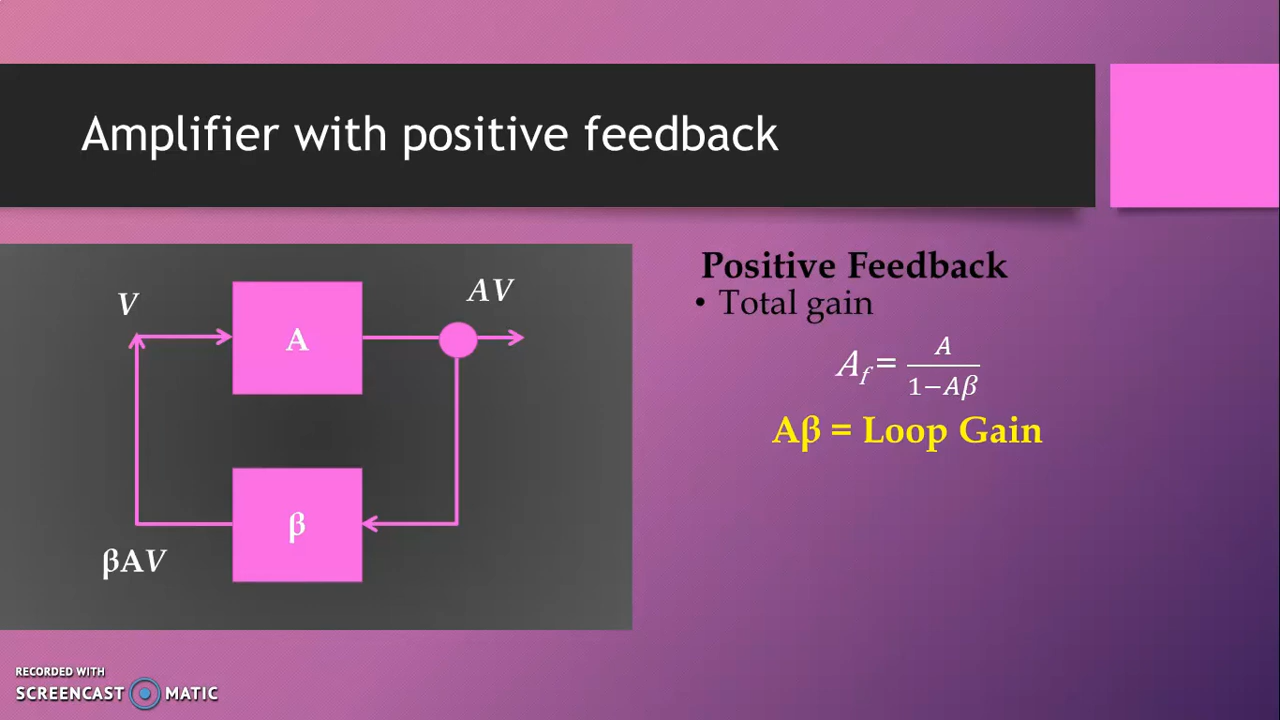 Amplifier with positive feedback
V
A
AV
β
βAV
Positive Feedback
• Total gain
A_f = A / (1−Aβ)
Aβ = Loop Gain
RECORDED WITH
SCREENCAST MATIC